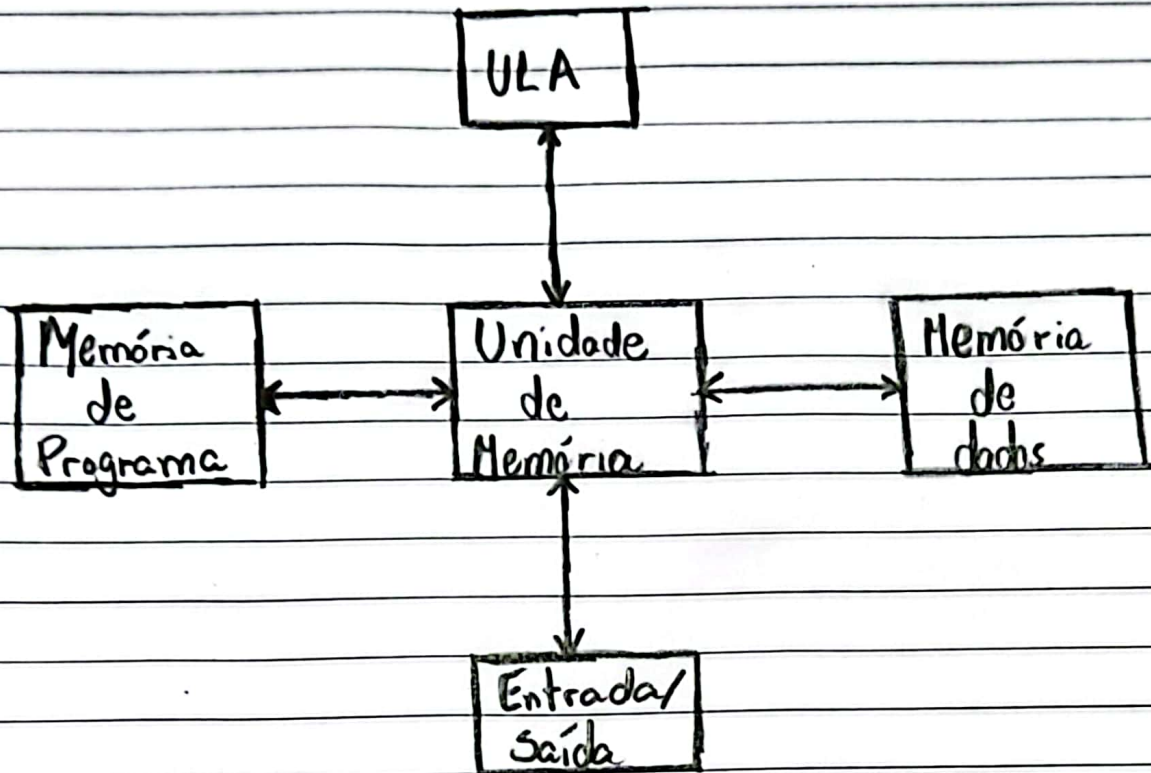 ULA
Memória
de
Programa
Unidade
de
Memória
Memória
de
dados
Entrada/
Saída